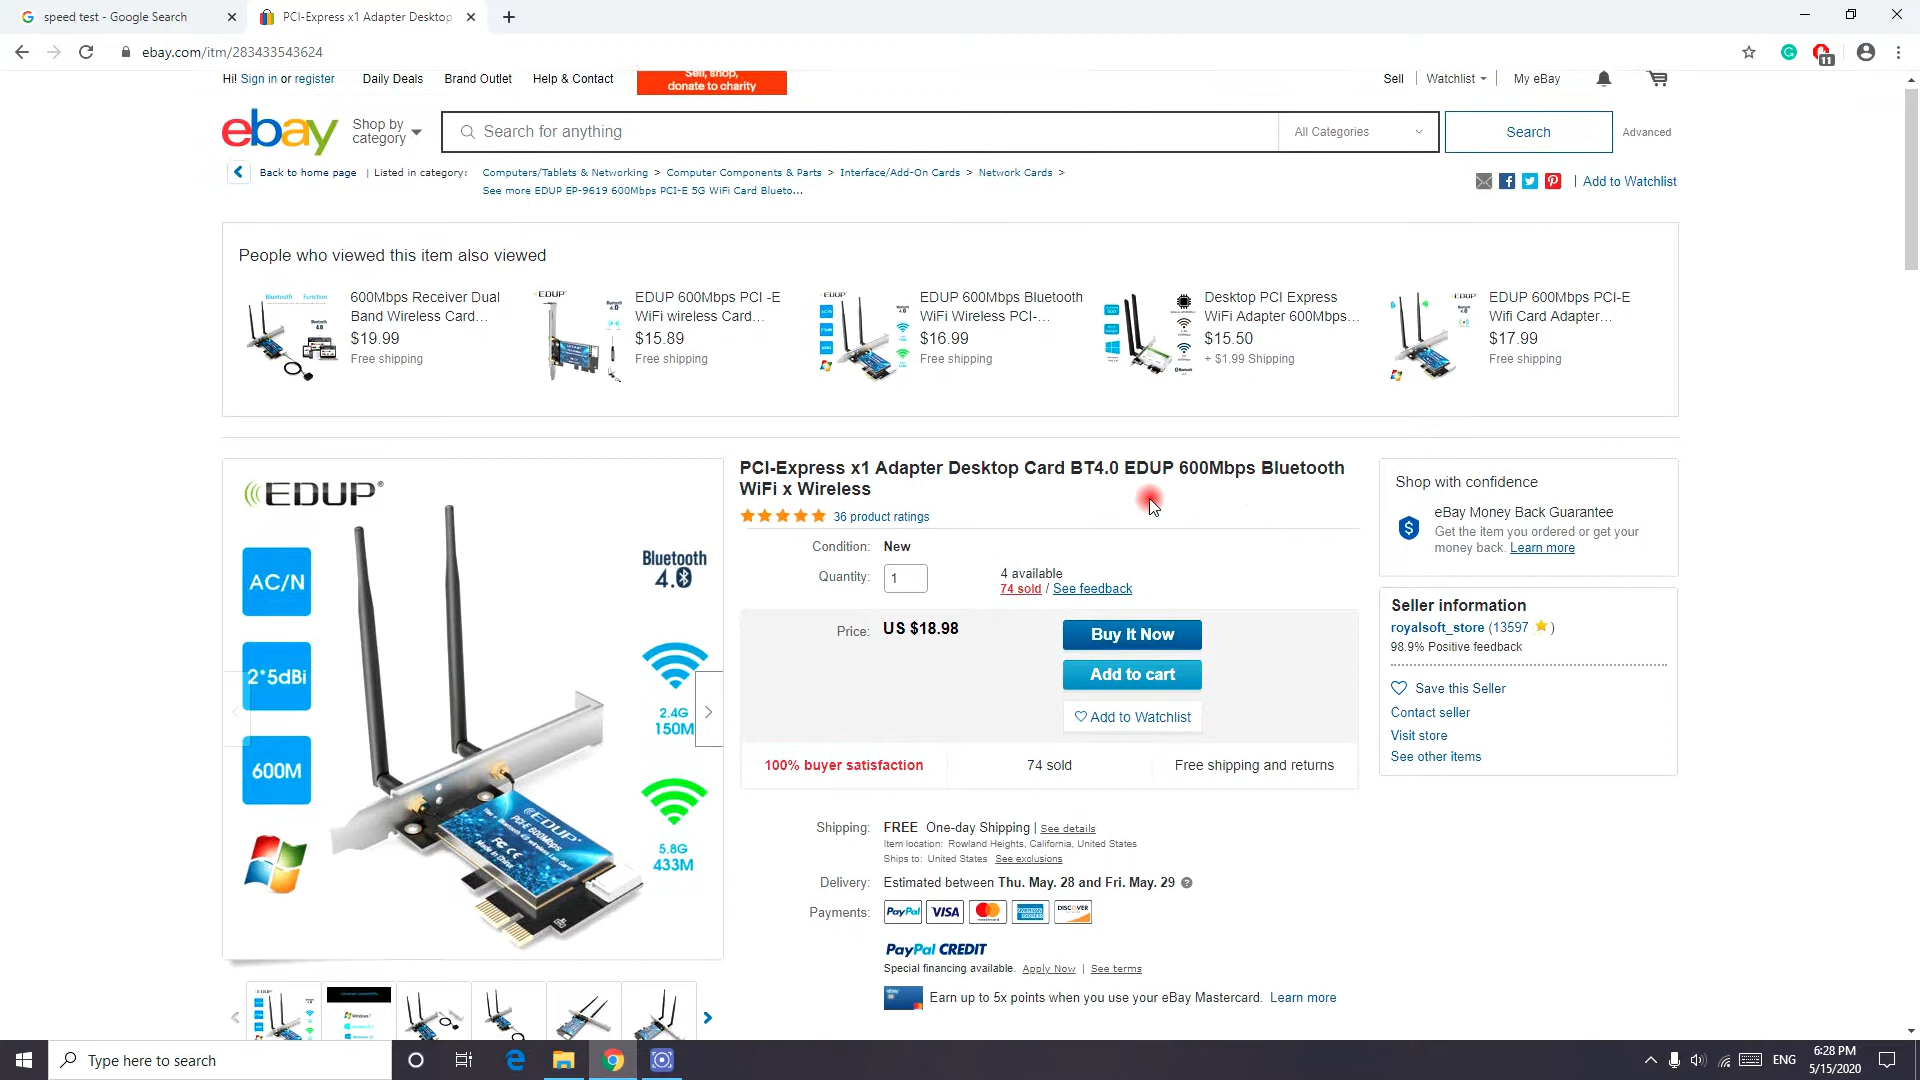 speed test - Google Search
PCI-Express x1 Adapter Desktop
ebay.com/itm/283433543624
11
Hi! Sign in or register
Daily Deals
Brand Outlet
Help & Contact
Sell, shop,
donate to charity
Sell
Watchlist
My eBay
ebay
Shop by
category
Search for anything
All Categories
Search
Advanced
Back to home page | Listed in category:
Computers/Tablets & Networking > Computer Components & Parts > Interface/Add-On Cards > Network Cards >
See more EDUP EP-9619 600Mbps PCI-E 5G WiFi Card Blueto...
| Add to Watchlist
People who viewed this item also viewed
600Mbps Receiver Dual
Band Wireless Card...
$19.99
Free shipping
EDUP 600Mbps PCI -E
WiFi wireless Card...
$15.89
Free shipping
EDUP 600Mbps Bluetooth
WiFi Wireless PCI-...
$16.99
Free shipping
Desktop PCI Express
WiFi Adapter 600Mbps...
$15.50
+ $1.99 Shipping
EDUP 600Mbps PCI-E
Wifi Card Adapter...
$17.99
Free shipping
EDUP
AC/N
2*5dBi
600M
Bluetooth
4.0
2.4G
150M
5.8G
433M
EDUP
PCI-E 600Mbps
FC CE
Made in China
PCI-Express x1 Adapter Desktop Card BT4.0 EDUP 600Mbps Bluetooth
WiFi x Wireless
36 product ratings
Condition: New
Quantity: 1
4 available
74 sold / See feedback
Price: US $18.98
Buy It Now
Add to cart
Add to Watchlist
100% buyer satisfaction
74 sold
Free shipping and returns
Shipping: FREE One-day Shipping | See details
Item location: Rowland Heights, California, United States
Ships to: United States See exclusions
Delivery: Estimated between Thu. May. 28 and Fri. May. 29
Payments: PayPal VISA DISCOVER
PayPal CREDIT
Special financing available. Apply Now | See terms
Earn up to 5x points when you use your eBay Mastercard. Learn more
Shop with confidence
eBay Money Back Guarantee
Get the item you ordered or get your
money back. Learn more
Seller information
royalsoft_store (13597 )
98.9% Positive feedback
Save this Seller
Contact seller
Visit store
See other items
Type here to search
ENG
6:28 PM
5/15/2020